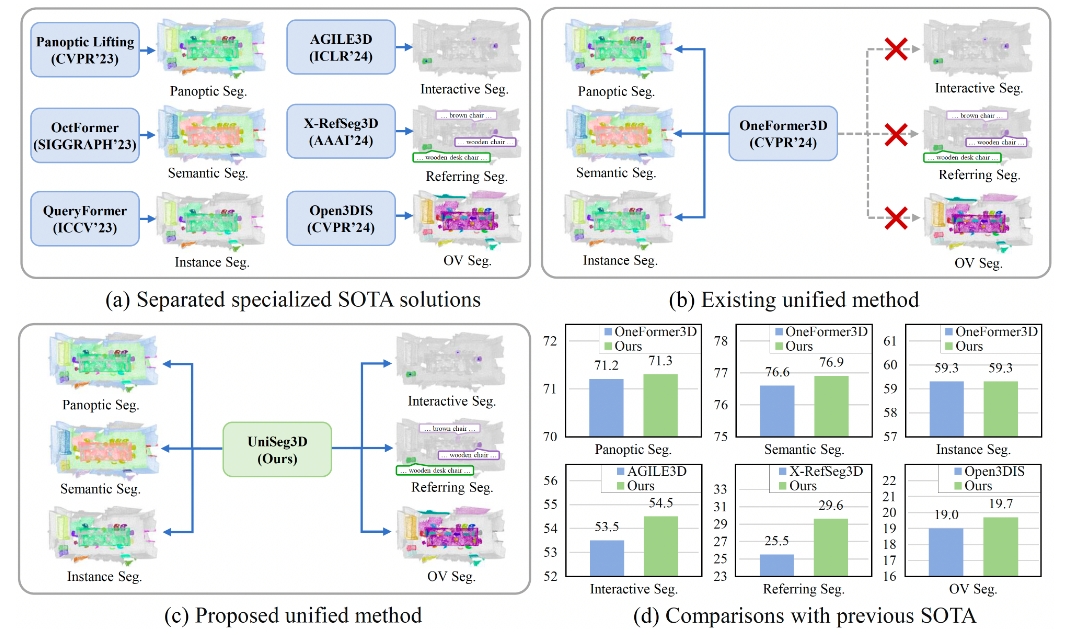 Panoptic Lifting
(CVPR'23)
Panoptic Seg.
AGILE3D
(ICLR'24)
Interactive Seg.
OctFormer
(SIGGRAPH'23)
Semantic Seg.
X-RefSeg3D
(AAAI'24)
... brown chair ...
... wooden chair ...
... wooden desk chair ...
Referring Seg.
QueryFormer
(ICCV'23)
Instance Seg.
Open3DIS
(CVPR'24)
OV Seg.
(a) Separated specialized SOTA solutions
Panoptic Seg.
Semantic Seg.
Instance Seg.
OneFormer3D
(CVPR'24)
Interactive Seg.
... brown chair ...
... wooden chair ...
... wooden desk chair ...
Referring Seg.
OV Seg.
(b) Existing unified method
Panoptic Seg.
Semantic Seg.
Instance Seg.
UniSeg3D
(Ours)
Interactive Seg.
... brown chair ...
... wooden chair ...
... wooden desk chair ...
Referring Seg.
OV Seg.
(c) Proposed unified method
OneFormer3D
Ours
72
71
70
71.2
71.3
Panoptic Seg.
OneFormer3D
Ours
78
77
76
75
76.6
76.9
Semantic Seg.
OneFormer3D
Ours
61
60
59
58
57
59.3
59.3
Instance Seg.
AGILE3D
Ours
56
55
54
53
52
53.5
54.5
Interactive Seg.
X-RefSeg3D
Ours
33
31
29
27
25
23
25.5
29.6
Referring Seg.
Open3DIS
Ours
22
21
20
19
18
17
16
19.0
19.7
OV Seg.
(d) Comparisons with previous SOTA